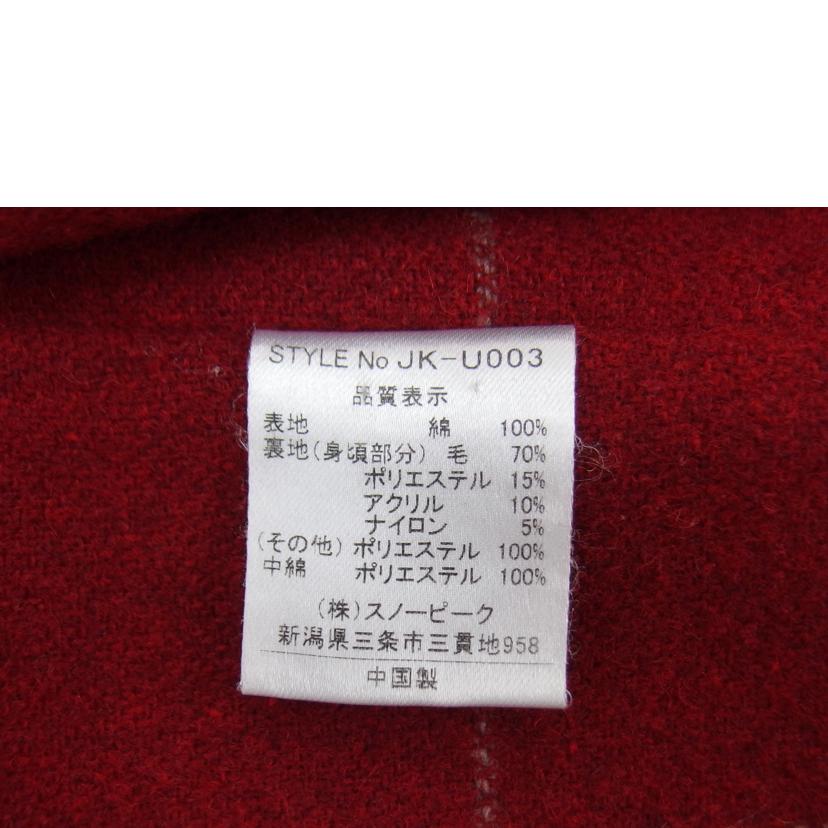 STYLE No JK-U003
品質表示
表地 綿 100%
裏地(身頃部分) 毛 70%
ポリエステル 15%
アクリル 10%
ナイロン 5%
(その他) ポリエステル 100%
中綿 ポリエステル 100%
(株)スノーピーク
新潟県三条市三貫地958
中国製